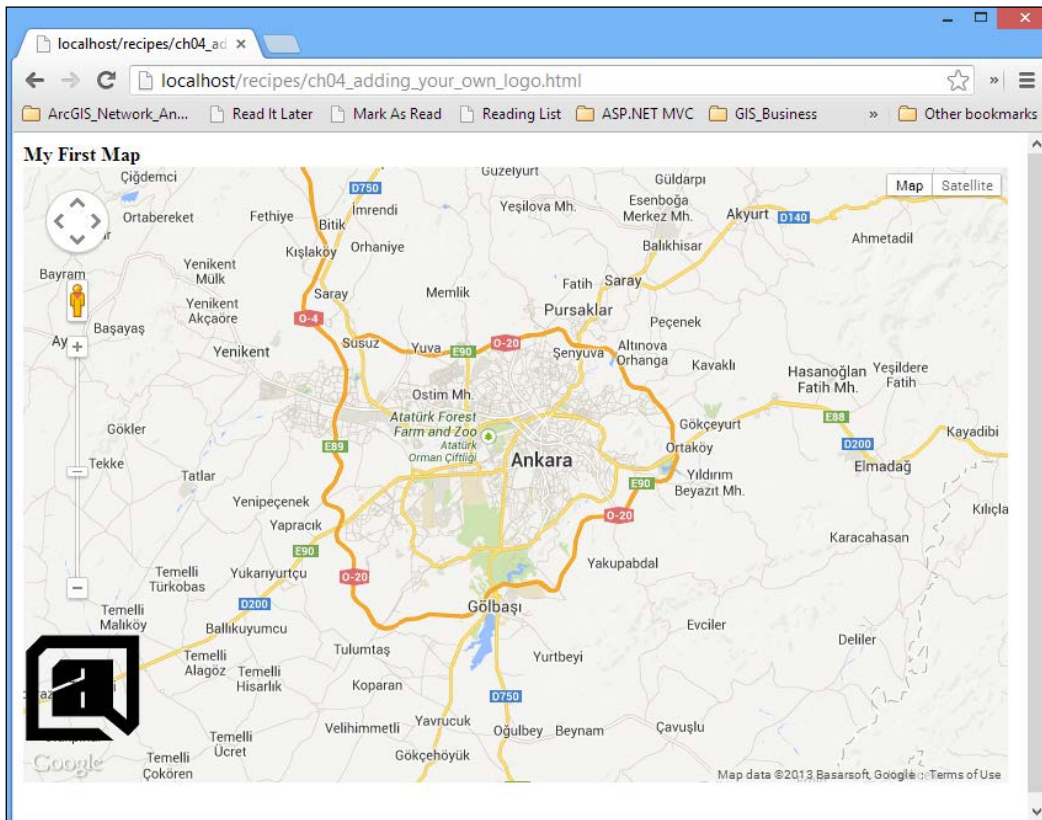 localhost/recipes/ch04_ad
localhost/recipes/ch04_adding_your_own_logo.html
ArcGIS_Network_An... Read It Later Mark As Read Reading List ASP.NET MVC GIS_Business » Other bookmarks
My First Map
Map Satellite
Çiğdemci
Güzelyurt
Güldarpı
D750
İmrendi
Ortabereket
Fethiye
Bitik
Yeşilova Mh.
Esenboğa
Merkez Mh.
Akyurt
D140
Kışlaköy
Orhaniye
Balıkhisar
Ahmetadil
Bayram
Yenikent
Mülk
Saray
Memlik
Fatih
Saray
Yenikent
Akçaöre
O-4
Pursaklar
Peçenek
Başayaş
Ay
Susuz
Yuva
E90
O-20
Şenyuva
Altınova
Orhanga
Yenikent
Kavaklı
Hasanoğlan
Fatih Mh.
Yeşildere
Fatih
Ostim Mh.
Atatürk Forest
Farm and Zoo
Atatürk
Orman Çiftliği
Gökçeyurt
E88
Gökler
E89
Ankara
Ortaköy
D200
Kayadibi
Tekke
Tatlar
E90
Yıldırım
Beyazıt Mh.
Elmadağ
Yenipeçenek
O-20
Kılıçla
Yapracık
E90
Karacahasan
Temelli
Türkobas
Yukarıyurtçu
O-20
Yakupabdal
Temelli
Malıköy
D200
Gölbaşı
Ballıkuyumcu
Evciler
Deliler
Temelli
Alagöz
Temelli
Hisarlık
Tulumtaş
Yurtbeyi
Koparan
D750
Velihimmetli
Yavrucuk
Oğulbey
Beynam
Çavuşlu
Temelli
Ücret
Gökçehöyük
Temelli
Çokören
a
Google
Map data ©2013 Basarsoft, Google Terms of Use